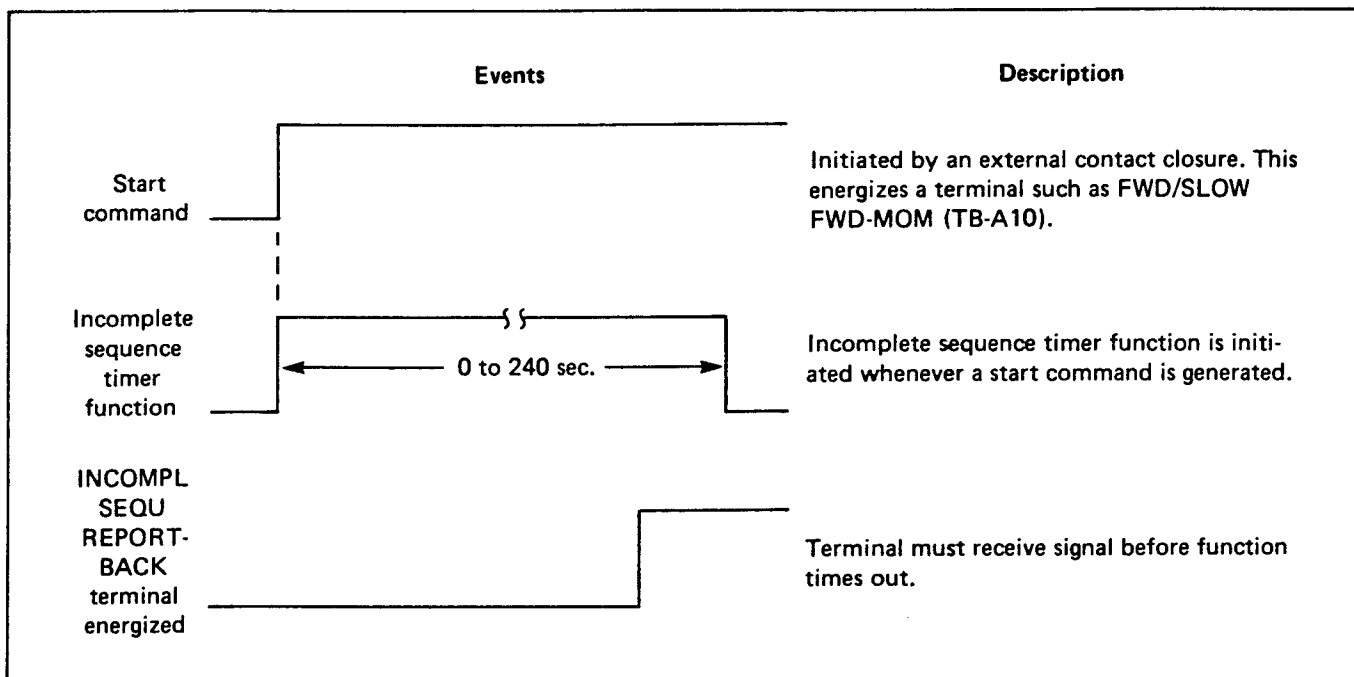 Events
Description
Start
command
Initiated by an external contact closure. This
energizes a terminal such as FWD/SLOW
FWD-MOM (TB-A10).
Incomplete
sequence
timer
function
0 to 240 sec.
Incomplete sequence timer function is initi-
ated whenever a start command is generated.
INCOMPL
SEQU
REPORT-
BACK
terminal
energized
Terminal must receive signal before function
times out.